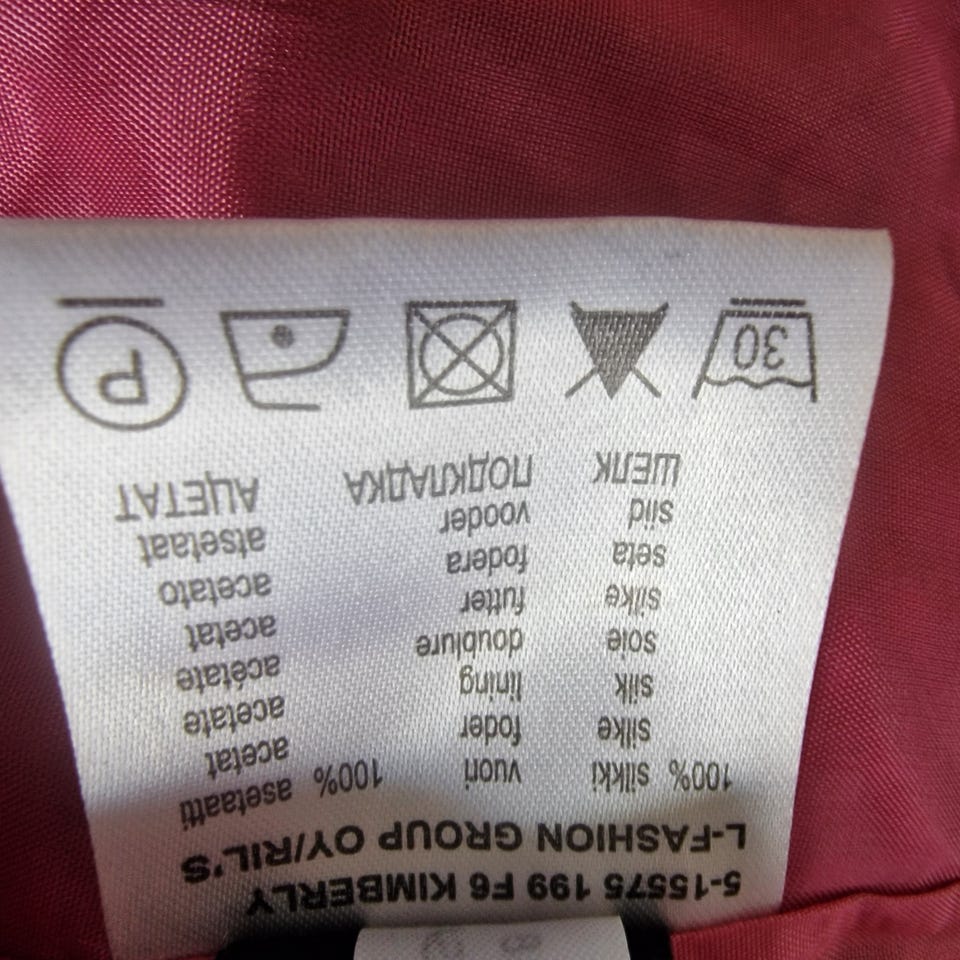 5-15575 199 F6 KIMBERLY
L-FASHION GROUP OY/RIL'S
100% silkki vuori 100% asetaatti
silke foder acetat
silk lining acetate
soie doublure acétate
silke futter acetat
seta fodera acetato
siid vooder atsetaat
ШЕЛК ПОДКЛАДКА АЦЕТАТ
30 P